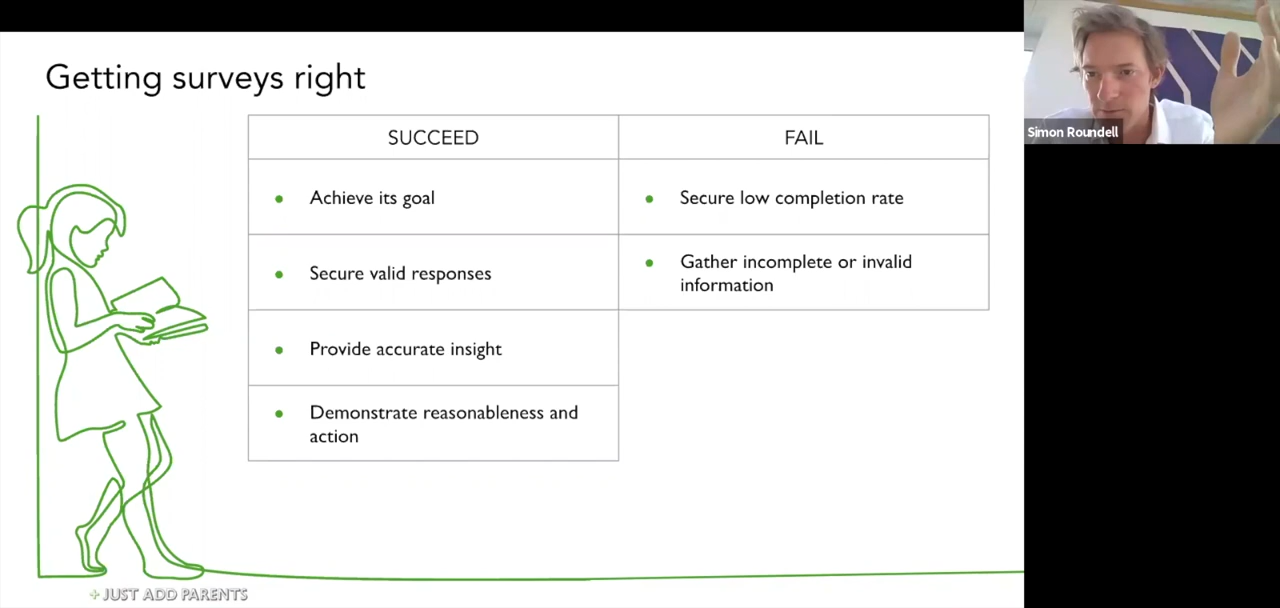 Getting surveys right
SUCCEED
FAIL
Achieve its goal
Secure low completion rate
Secure valid responses
Gather incomplete or invalid
information
Provide accurate insight
Demonstrate reasonableness and
action
+ JUST ADD PARENTS
Simon Roundell